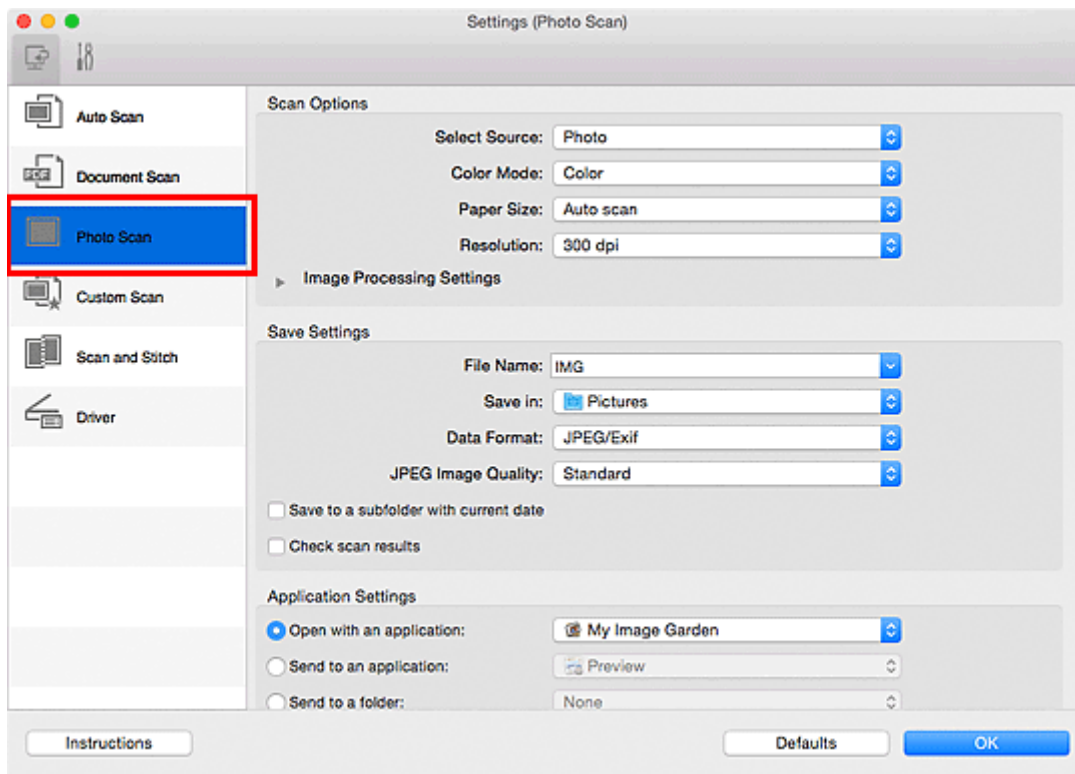 Settings (Photo Scan)
Auto Scan
PDF
Document Scan
Photo Scan
Custom Scan
Scan and Stitch
Driver
Scan Options
Select Source: Photo
Color Mode: Color
Paper Size: Auto scan
Resolution: 300 dpi
Image Processing Settings
Save Settings
File Name: IMG
Save in: Pictures
Data Format: JPEG/Exif
JPEG Image Quality: Standard
Save to a subfolder with current date
Check scan results
Application Settings
Open with an application: My Image Garden
Send to an application: Preview
Send to a folder: None
Instructions Defaults OK